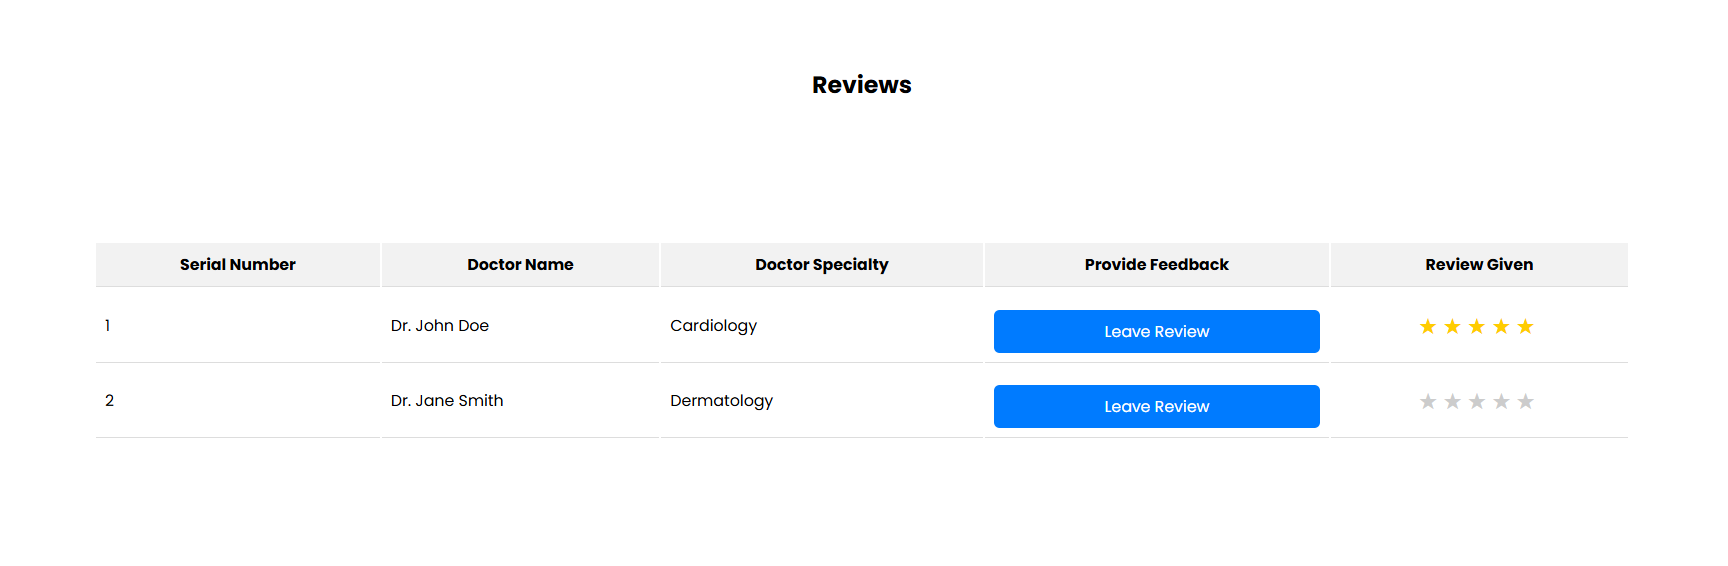 Reviews
Serial Number Doctor Name Doctor Specialty Provide Feedback Review Given
1 Dr. John Doe Cardiology Leave Review ★ ★ ★ ★ ★
2 Dr. Jane Smith Dermatology Leave Review ★ ★ ★ ★ ★